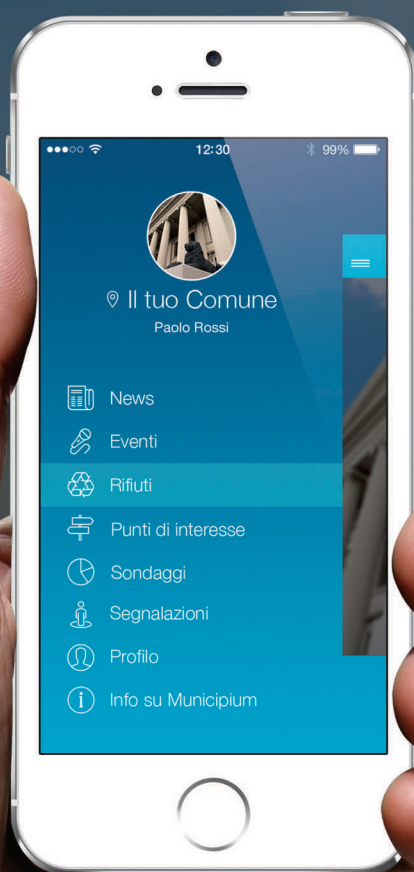 12:30
99%
Il tuo Comune
Paolo Rossi
News
Eventi
Rifiuti
Punti di interesse
Sondaggi
Segnalazioni
Profilo
Info su Municipium